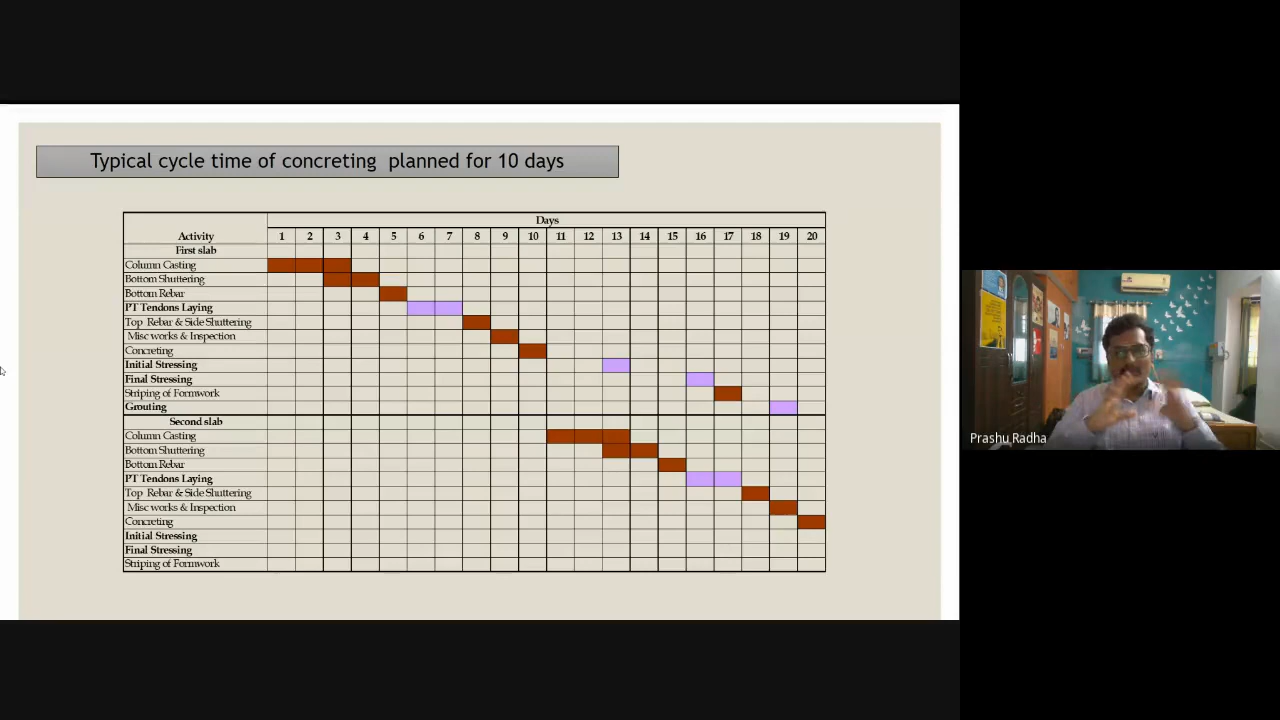 Typical cycle time of concreting planned for 10 days
Days
Activity 1 2 3 4 5 6 7 8 9 10 11 12 13 14 15 16 17 18 19 20
First slab
Column Casting
Bottom Shuttering
Bottom Rebar
PT Tendons Laying
Top Rebar & Side Shuttering
Misc works & Inspection
Concreting
Initial Stressing
Final Stressing
Striping of Formwork
Grouting
Second slab
Column Casting
Bottom Shuttering
Bottom Rebar
PT Tendons Laying
Top Rebar & Side Shuttering
Misc works & Inspection
Concreting
Initial Stressing
Final Stressing
Striping of Formwork
Prashu Radha